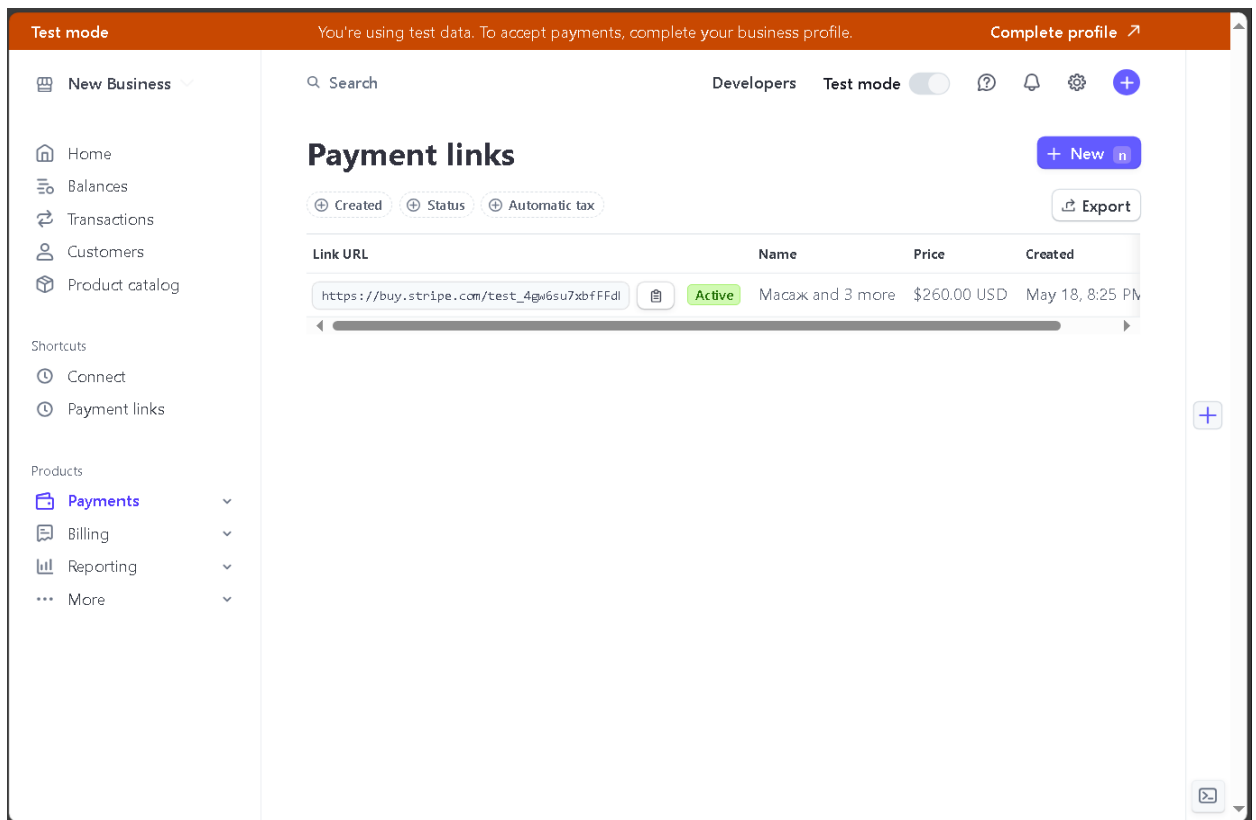 Test mode
You're using test data. To accept payments, complete your business profile.
Complete profile
New Business
Search
Developers
Test mode
Home
Balances
Transactions
Customers
Product catalog
Shortcuts
Connect
Payment links
Products
Payments
Billing
Reporting
More
Payment links
+ New n
Created
Status
Automatic tax
Export
Link URL Name Price Created
https://buy.stripe.com/test_4gw6su7xbfFFdl Active Масаж and 3 more $260.00 USD May 18, 8:25 PM